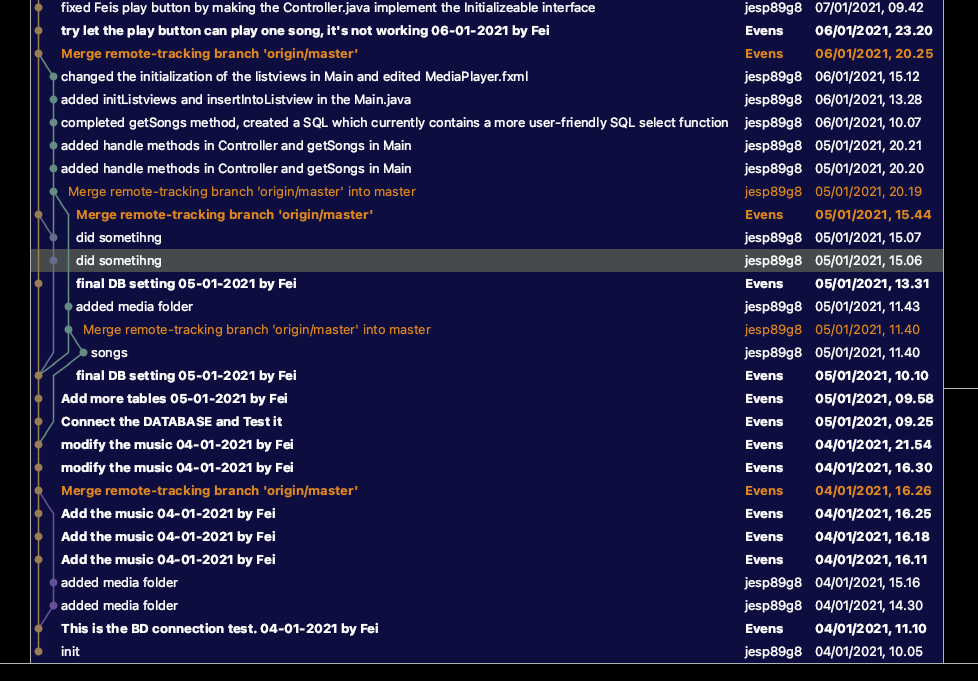 fixed Feis play button by making the Controller.java implement the Initializeable interface jesp89g8 07/01/2021, 09.42
try let the play button can play one song, it's not working 06-01-2021 by Fei Evens 06/01/2021, 23.20
Merge remote-tracking branch 'origin/master' Evens 06/01/2021, 20.25
changed the initialization of the listviews in Main and edited MediaPlayer.fxml jesp89g8 06/01/2021, 15.12
added initListviews and insertIntoListview in the Main.java jesp89g8 06/01/2021, 13.28
completed getSongs method, created a SQL which currently contains a more user-friendly SQL select function jesp89g8 06/01/2021, 10.07
added handle methods in Controller and getSongs in Main jesp89g8 05/01/2021, 20.21
added handle methods in Controller and getSongs in Main jesp89g8 05/01/2021, 20.20
Merge remote-tracking branch 'origin/master' into master jesp89g8 05/01/2021, 20.19
Merge remote-tracking branch 'origin/master' Evens 05/01/2021, 15.44
did sometihng jesp89g8 05/01/2021, 15.07
did sometihng jesp89g8 05/01/2021, 15.06
final DB setting 05-01-2021 by Fei Evens 05/01/2021, 13.31
added media folder jesp89g8 05/01/2021, 11.43
Merge remote-tracking branch 'origin/master' into master jesp89g8 05/01/2021, 11.40
songs jesp89g8 05/01/2021, 11.40
final DB setting 05-01-2021 by Fei Evens 05/01/2021, 10.10
Add more tables 05-01-2021 by Fei Evens 05/01/2021, 09.58
Connect the DATABASE and Test it Evens 05/01/2021, 09.25
modify the music 04-01-2021 by Fei Evens 04/01/2021, 21.54
modify the music 04-01-2021 by Fei Evens 04/01/2021, 16.30
Merge remote-tracking branch 'origin/master' Evens 04/01/2021, 16.26
Add the music 04-01-2021 by Fei Evens 04/01/2021, 16.25
Add the music 04-01-2021 by Fei Evens 04/01/2021, 16.18
Add the music 04-01-2021 by Fei Evens 04/01/2021, 16.11
added media folder jesp89g8 04/01/2021, 15.16
added media folder jesp89g8 04/01/2021, 14.30
This is the BD connection test. 04-01-2021 by Fei Evens 04/01/2021, 11.10
init jesp89g8 04/01/2021, 10.05